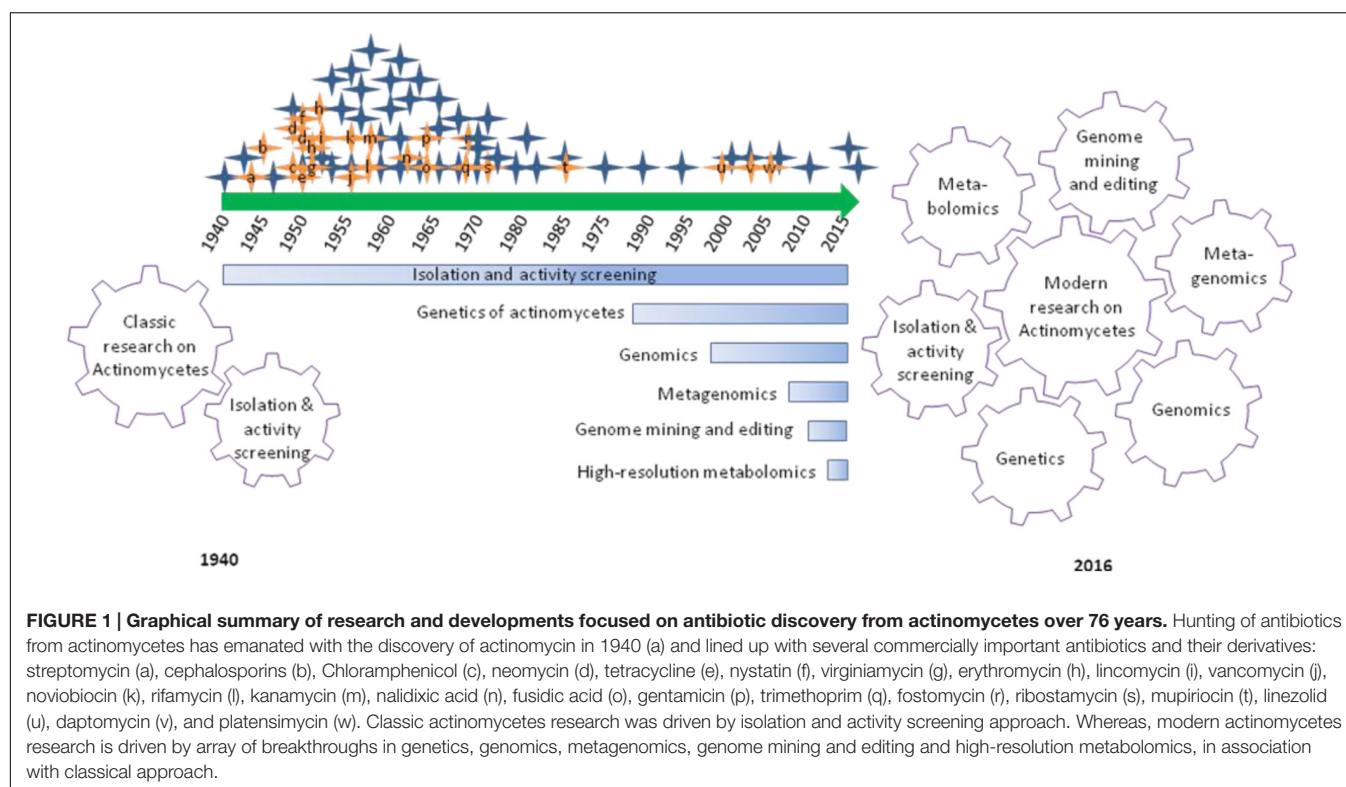 h
f
d
d
i
k
m
p
r
b
h
n
c
g
l
o
q
s
t
u
v
w
a
e
j
1940
1945
1950
1955
1960
1965
1970
1975
1980
1985
1975
1990
1995
2000
2005
2010
2015
Isolation and activity screening
Genetics of actinomycetes
Genomics
Metagenomics
Genome mining and editing
High-resolution metabolomics
Classic
research on
Actinomycetes
Isolation &
activity
screening
1940
Genome
mining
and editing
Meta-
bolomics
Meta-
genomics
Modern
research on
Actinomycetes
Isolation &
activity
screening
Genomics
Genetics
2016
FIGURE 1 | Graphical summary of research and developments focused on antibiotic discovery from actinomycetes over 76 years. Hunting of antibiotics
from actinomycetes has emanated with the discovery of actinomycin in 1940 (a) and lined up with several commercially important antibiotics and their derivatives:
streptomycin (a), cephalosporins (b), Chloramphenicol (c), neomycin (d), tetracycline (e), nystatin (f), virginiamycin (g), erythromycin (h), lincomycin (i), vancomycin (j),
noviobiocin (k), rifamycin (l), kanamycin (m), nalidixic acid (n), fusidic acid (o), gentamicin (p), trimethoprim (q), fostomycin (r), ribostamycin (s), mupiriocin (t), linezolid
(u), daptomycin (v), and platensimycin (w). Classic actinomycetes research was driven by isolation and activity screening approach. Whereas, modern actinomycetes
research is driven by array of breakthroughs in genetics, genomics, metagenomics, genome mining and editing and high-resolution metabolomics, in association
with classical approach.